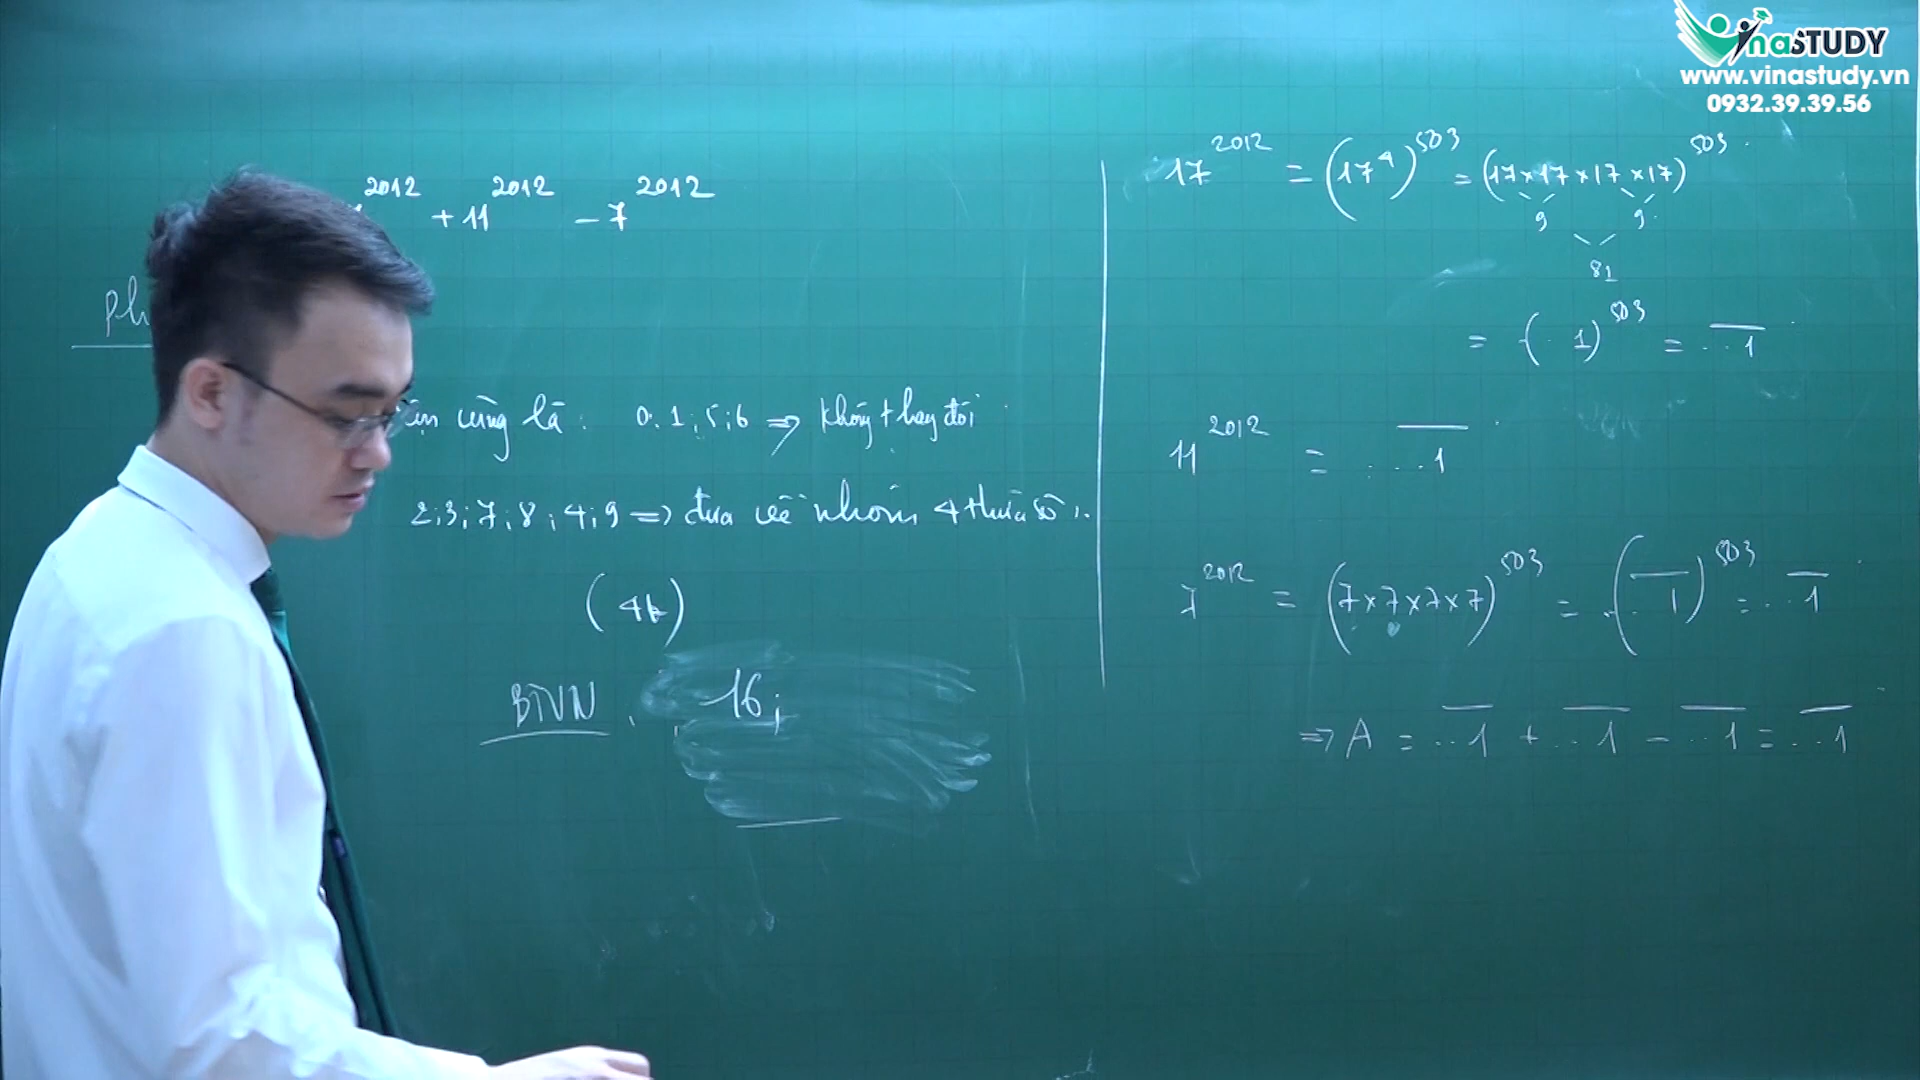 VinaSTUDY
www.vinastudy.vn
0932.39.39.56
2012 + 11^2012 - 7^2012
Ph
cùng là: 0; 1; 5; 6 => không thay đổi
2; 3; 7; 8; 4; 9 => đưa về nhóm 4 thừa số 1.
(4k)
BTVN . 16;
17^2012 = (17^4)^503 = (17 x 17 x 17 x 17)^503
9 9
81
= (..1)^503 = ...1
11^2012 = ...1
7^2012 = (7 x 7 x 7 x 7)^503 = (...1)^503 = ...1
=> A = ...1 + ...1 - ...1 = ...1